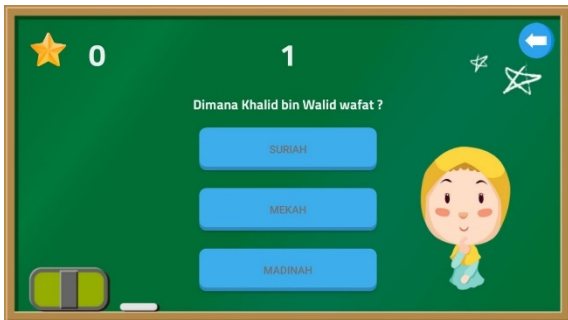 0
1
Dimana Khalid bin Walid wafat ?
SURIAH
MEKAH
MADINAH